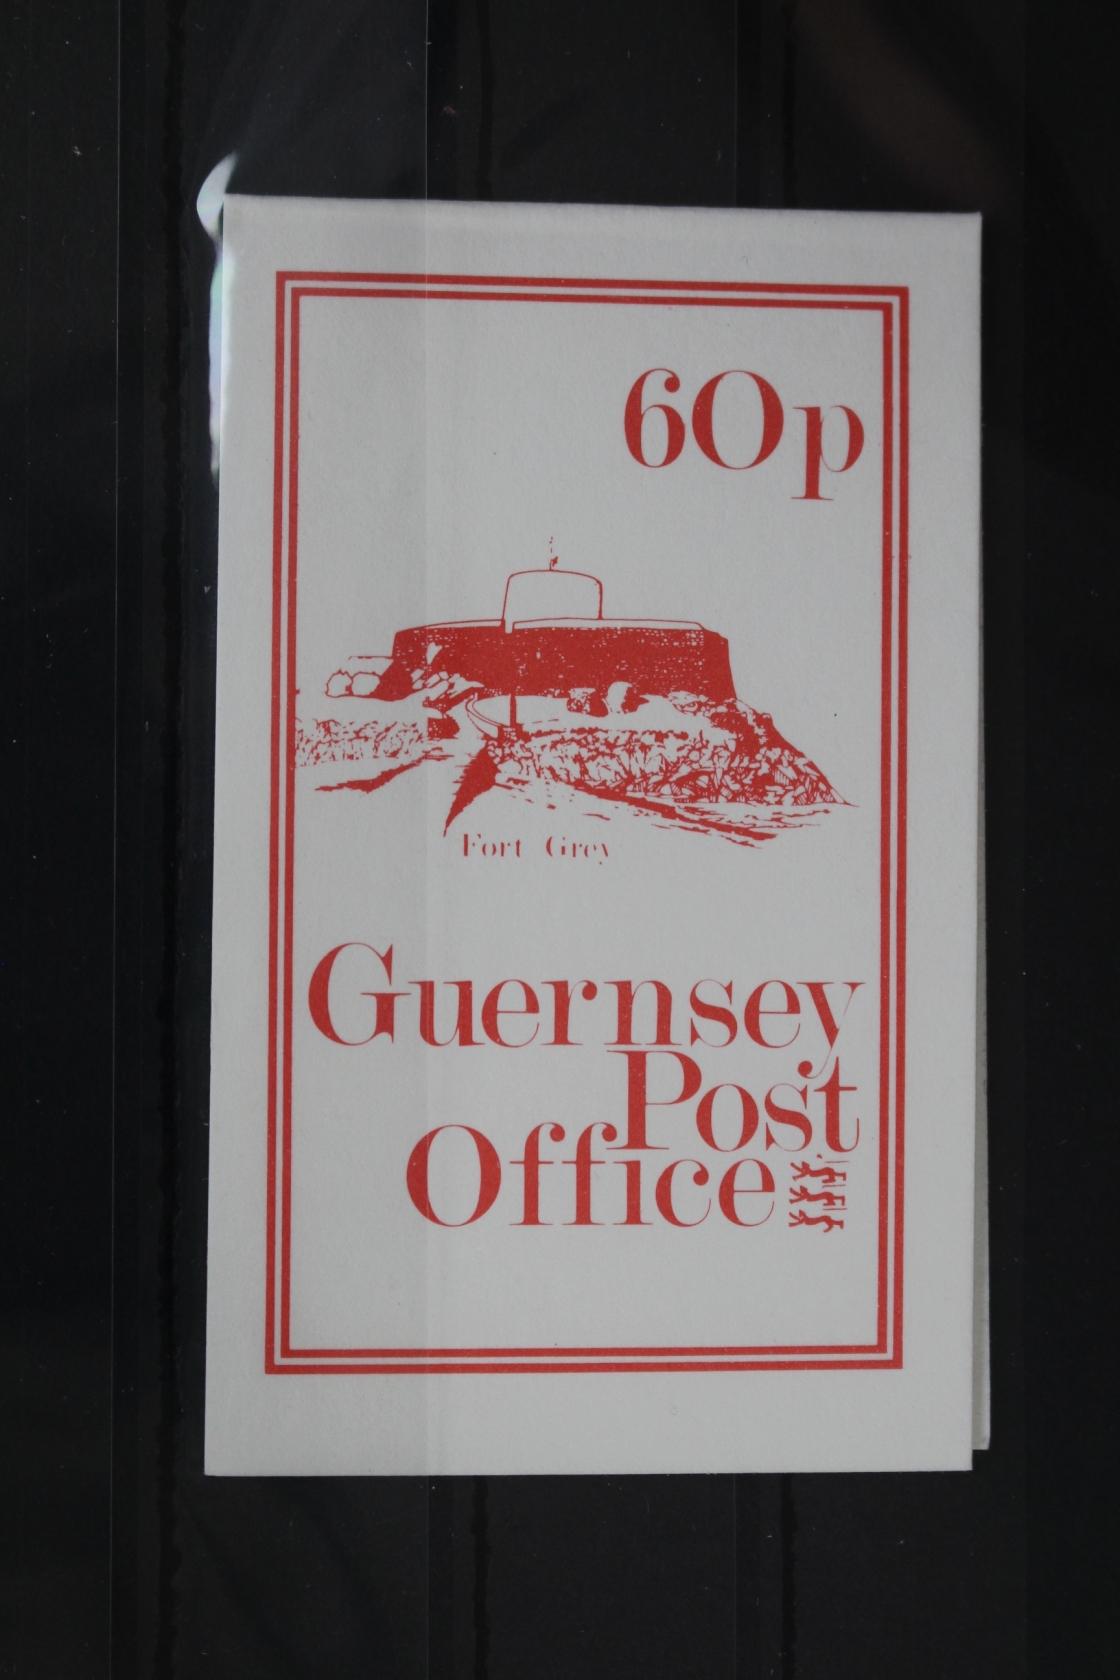 60p
Fort Grey
Guernsey
Post
Office